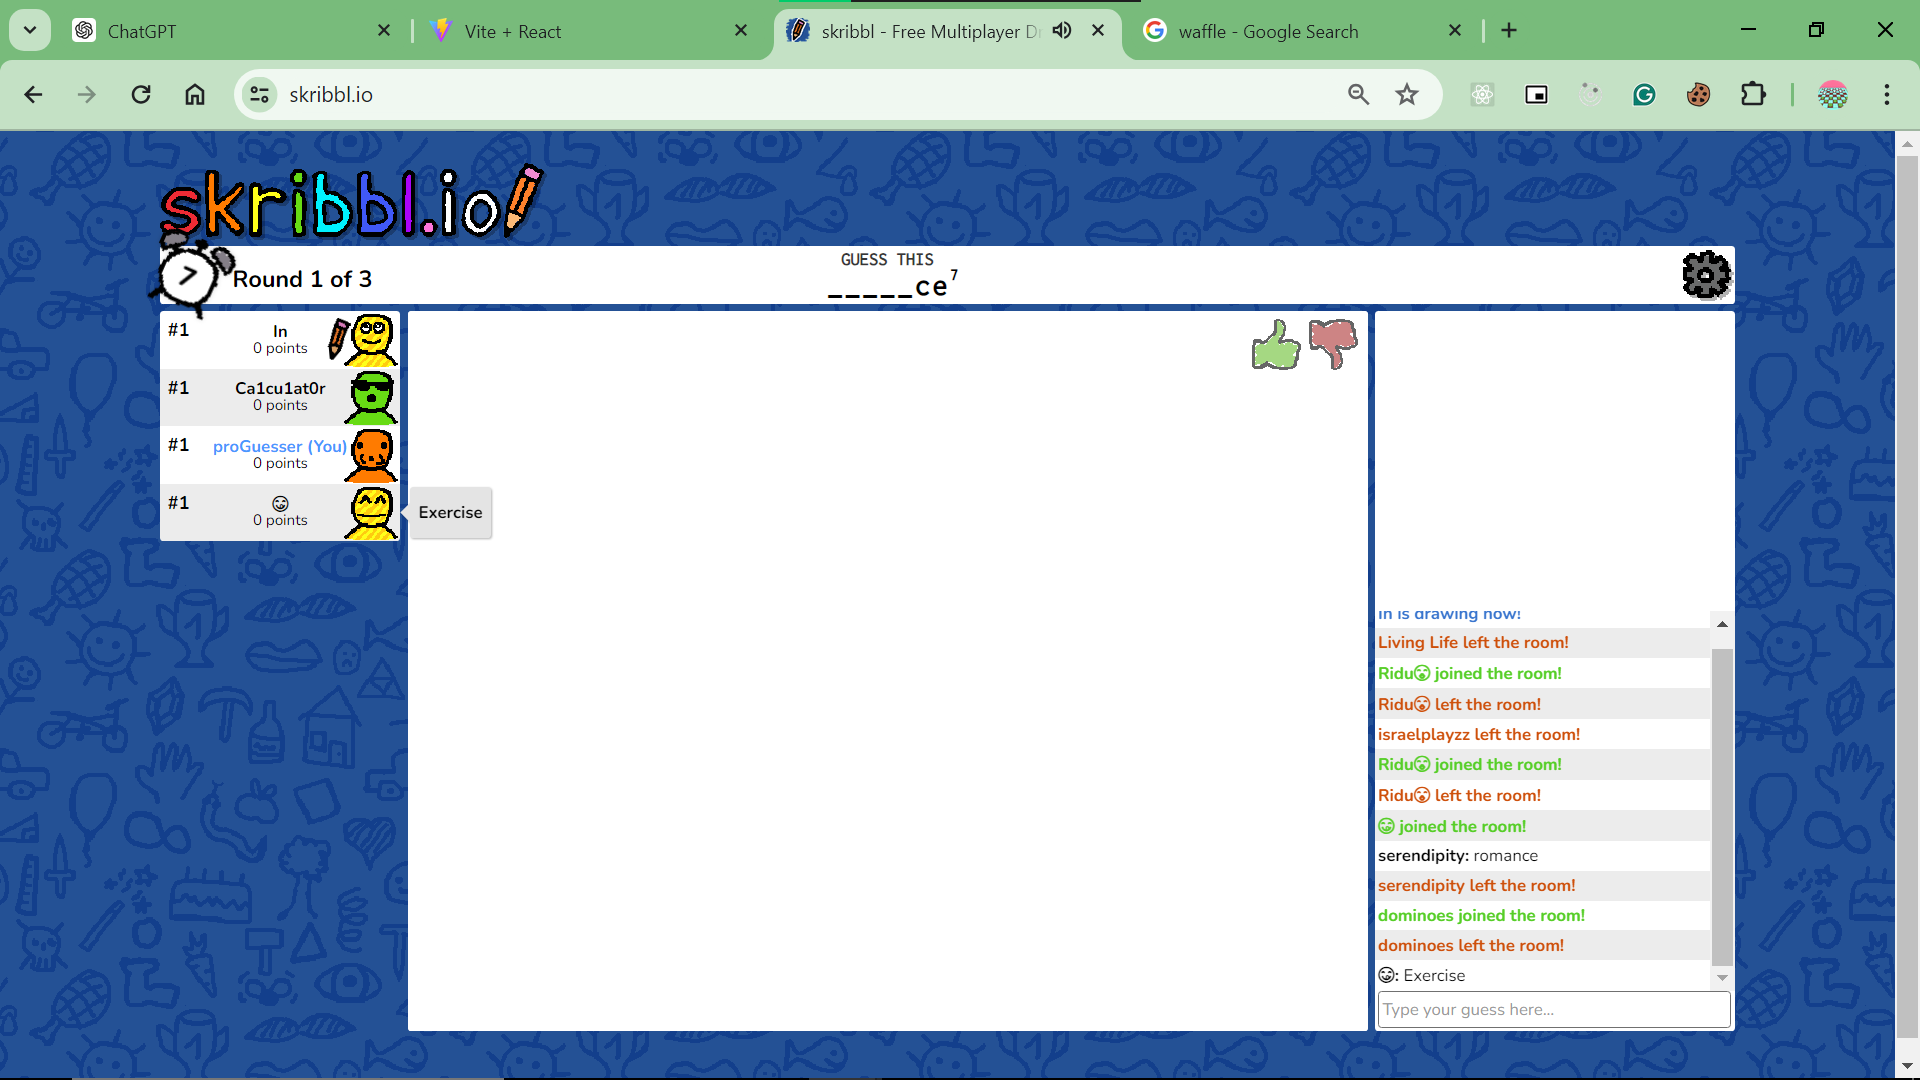 ChatGPT
Vite + React
skribbl - Free Multiplayer Dr
waffle - Google Search
skribbl.io
skribbl.io
Round 1 of 3
GUESS THIS
_____ce7
#1
In
0 points
#1
Ca1cu1at0r
0 points
#1
proGuesser (You)
0 points
#1
0 points
Exercise
In is drawing now!
Living Life left the room!
Ridu😲 joined the room!
Ridu😲 left the room!
israelplayzz left the room!
Ridu😲 joined the room!
Ridu😲 left the room!
😋 joined the room!
serendipity: romance
serendipity left the room!
dominoes joined the room!
dominoes left the room!
😋: Exercise
Type your guess here...